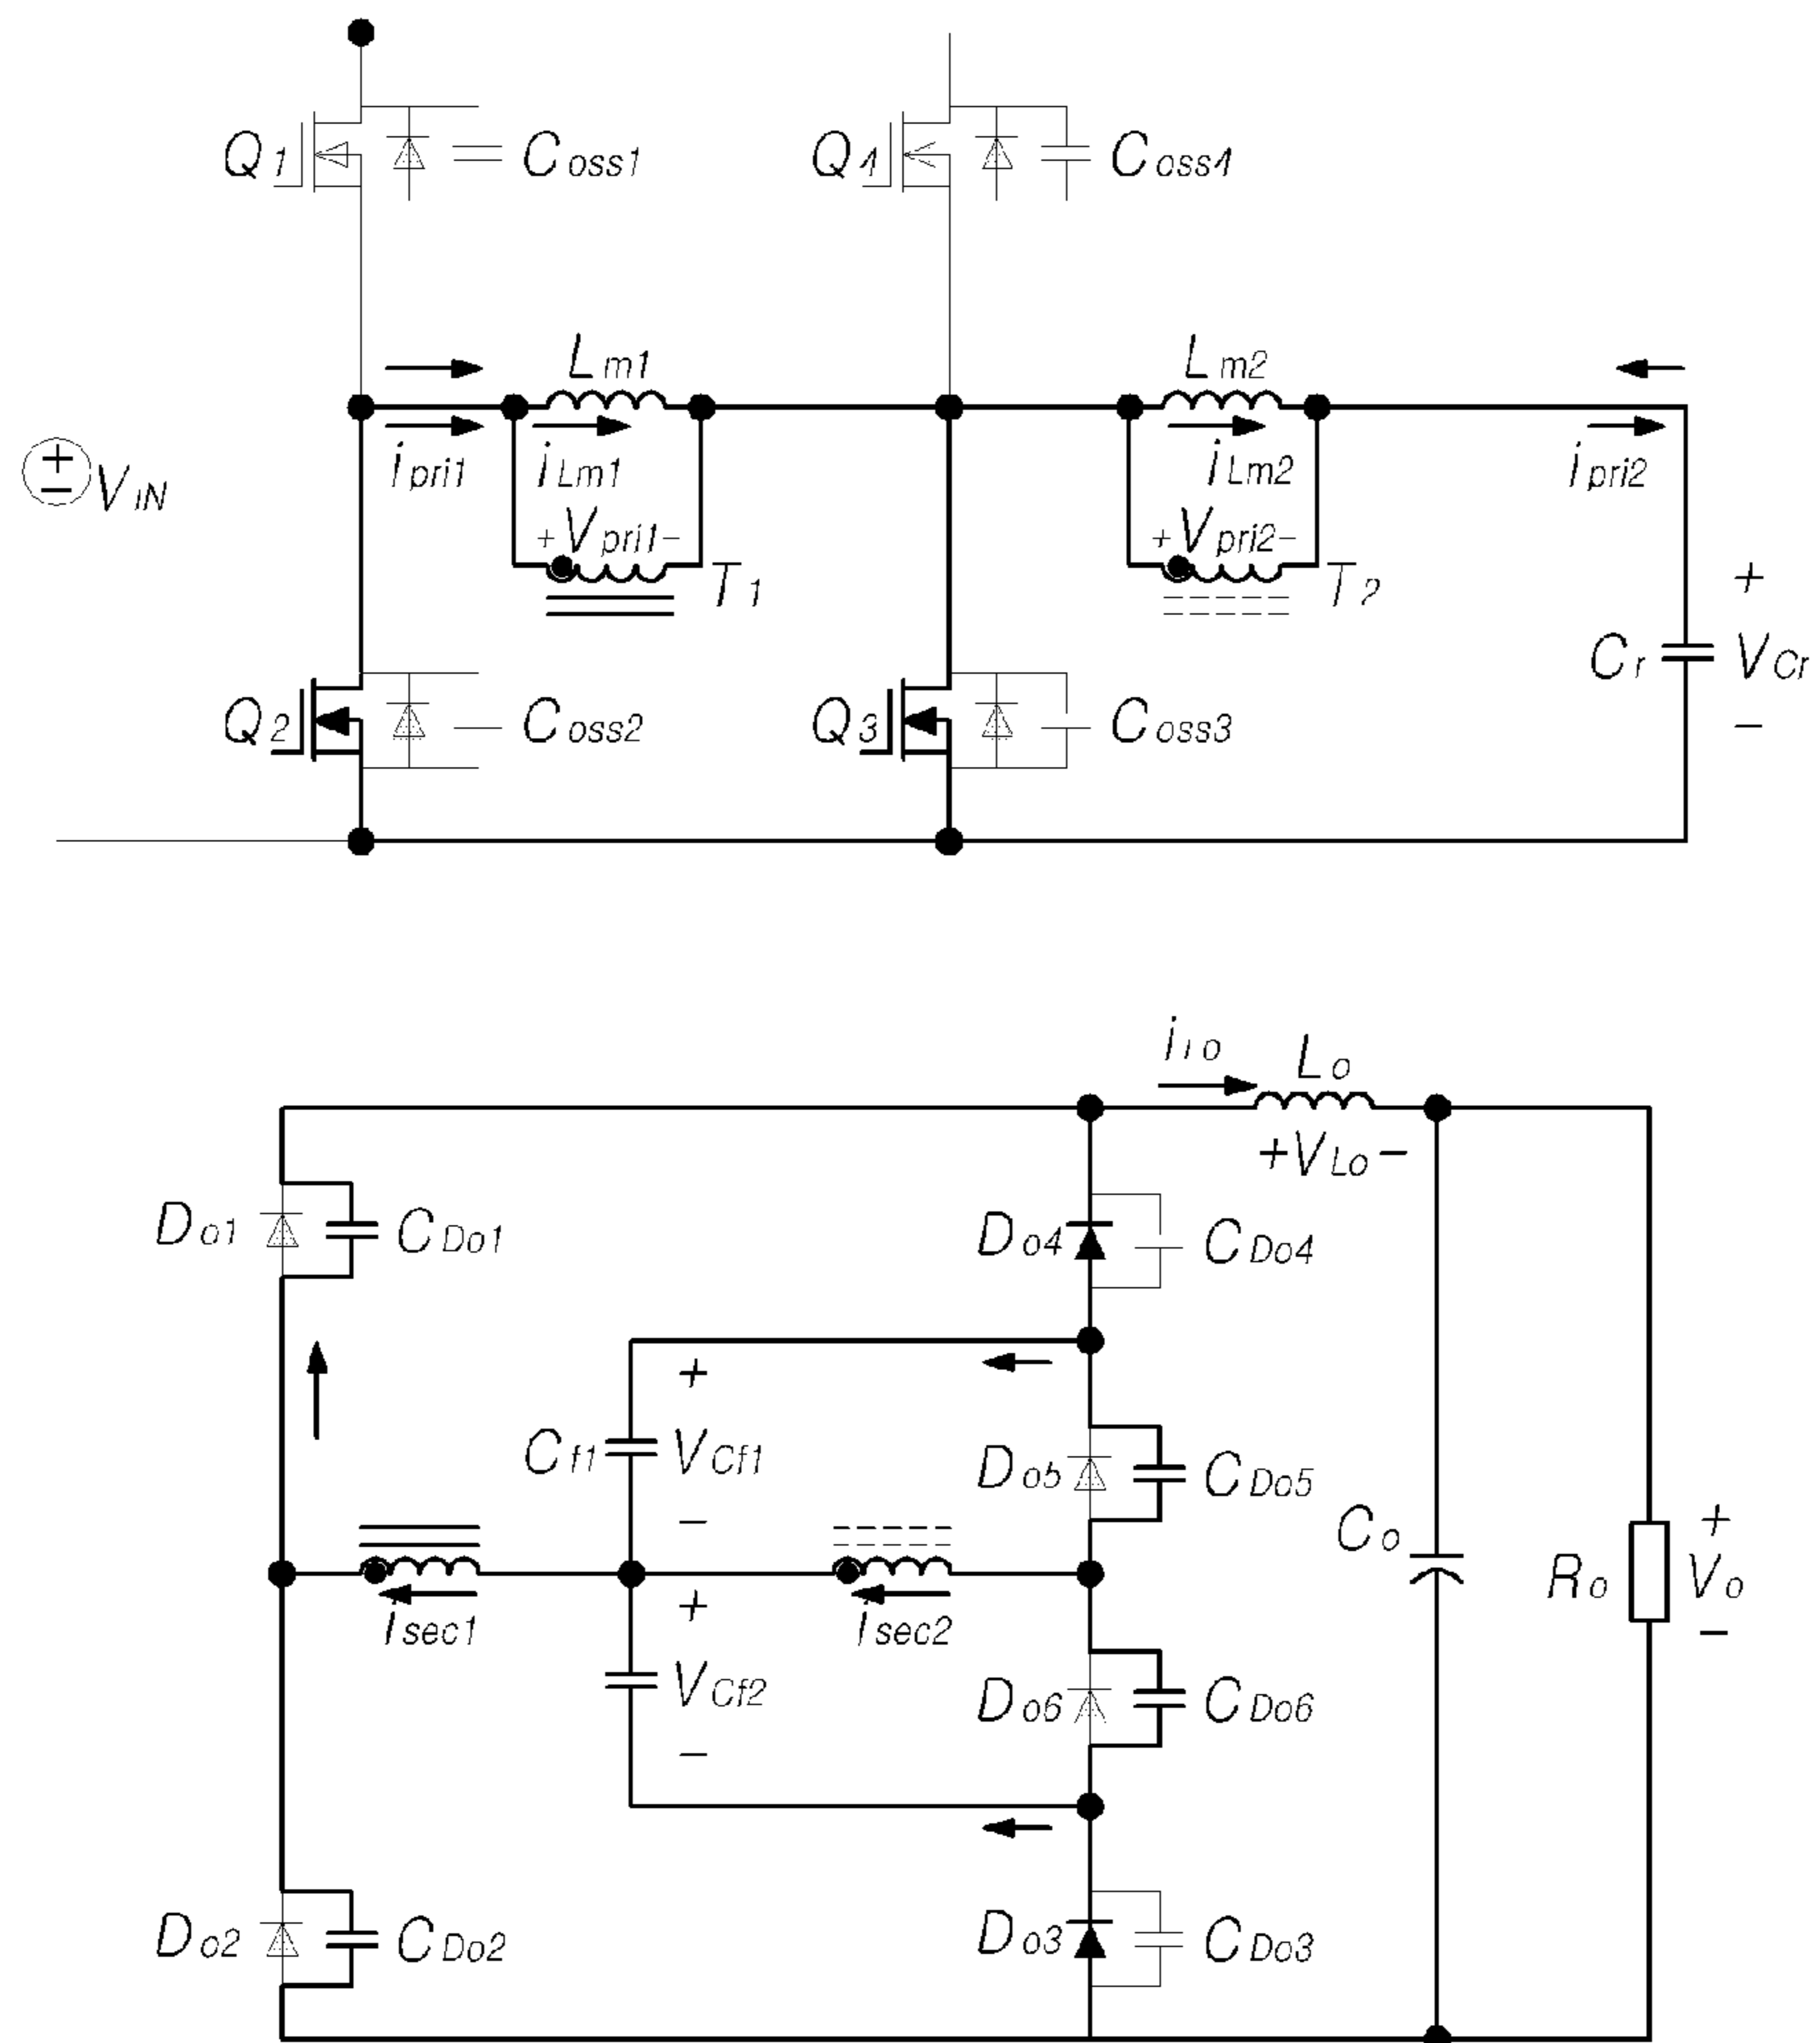 Q1 Coss1 Q4 Coss4
Lm1 Lm2
VIN ipri1 iLm1 iLm2 ipri2
+Vpri1- +Vpri2-
T1 T2
+
Cr VCr
-
Q2 Coss2 Q3 Coss3
iLo Lo
+VLo-
Do1 CDo1 Do4 CDo4
+
Cf1 VCf1 Do5 CDo5
-
Co
+
Ro Vo
-
isec1 isec2
+
VCf2 Do6 CDo6
-
Do2 CDo2 Do3 CDo3